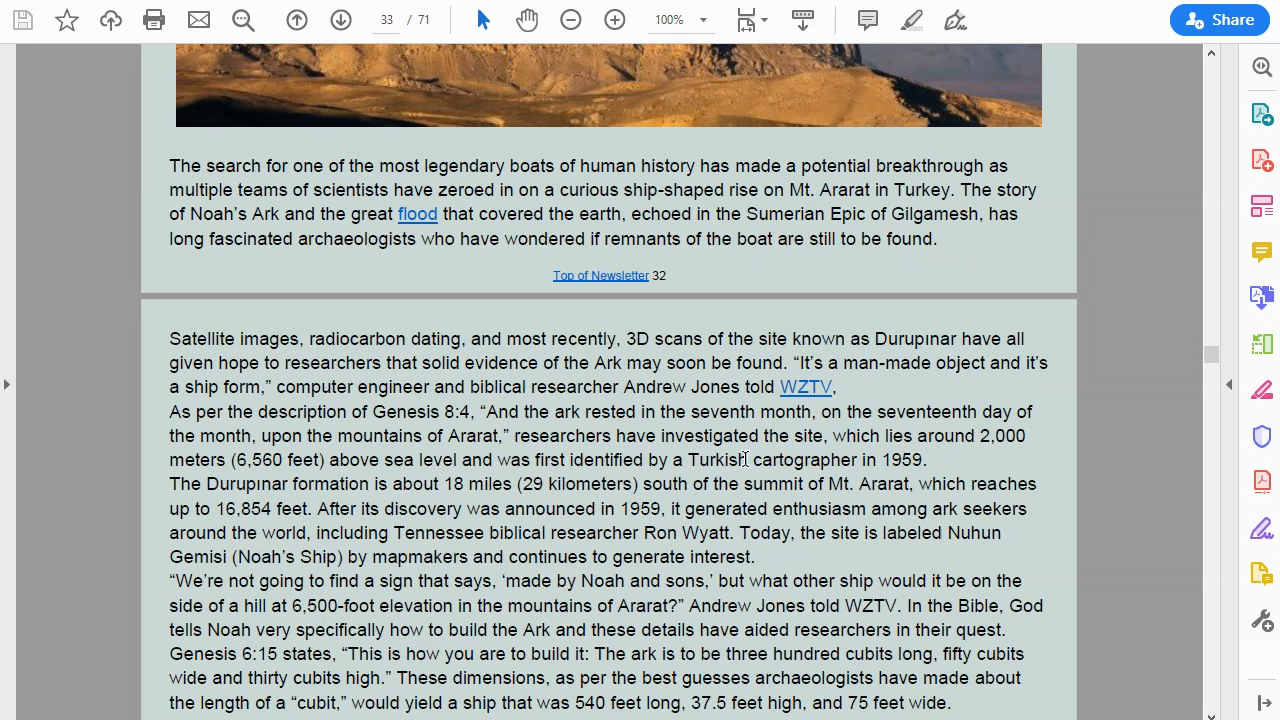 33 / 71
100%
Share
The search for one of the most legendary boats of human history has made a potential breakthrough as
multiple teams of scientists have zeroed in on a curious ship-shaped rise on Mt. Ararat in Turkey. The story
of Noah's Ark and the great flood that covered the earth, echoed in the Sumerian Epic of Gilgamesh, has
long fascinated archaeologists who have wondered if remnants of the boat are still to be found.
Top of Newsletter 32
Satellite images, radiocarbon dating, and most recently, 3D scans of the site known as Durupınar have all
given hope to researchers that solid evidence of the Ark may soon be found. “It’s a man-made object and it’s
a ship form,” computer engineer and biblical researcher Andrew Jones told WZTV,
As per the description of Genesis 8:4, “And the ark rested in the seventh month, on the seventeenth day of
the month, upon the mountains of Ararat,” researchers have investigated the site, which lies around 2,000
meters (6,560 feet) above sea level and was first identified by a Turkish cartographer in 1959.
The Durupınar formation is about 18 miles (29 kilometers) south of the summit of Mt. Ararat, which reaches
up to 16,854 feet. After its discovery was announced in 1959, it generated enthusiasm among ark seekers
around the world, including Tennessee biblical researcher Ron Wyatt. Today, the site is labeled Nuhun
Gemisi (Noah’s Ship) by mapmakers and continues to generate interest.
“We’re not going to find a sign that says, ‘made by Noah and sons,’ but what other ship would it be on the
side of a hill at 6,500-foot elevation in the mountains of Ararat?” Andrew Jones told WZTV. In the Bible, God
tells Noah very specifically how to build the Ark and these details have aided researchers in their quest.
Genesis 6:15 states, “This is how you are to build it: The ark is to be three hundred cubits long, fifty cubits
wide and thirty cubits high.” These dimensions, as per the best guesses archaeologists have made about
the length of a “cubit,” would yield a ship that was 540 feet long, 37.5 feet high, and 75 feet wide.